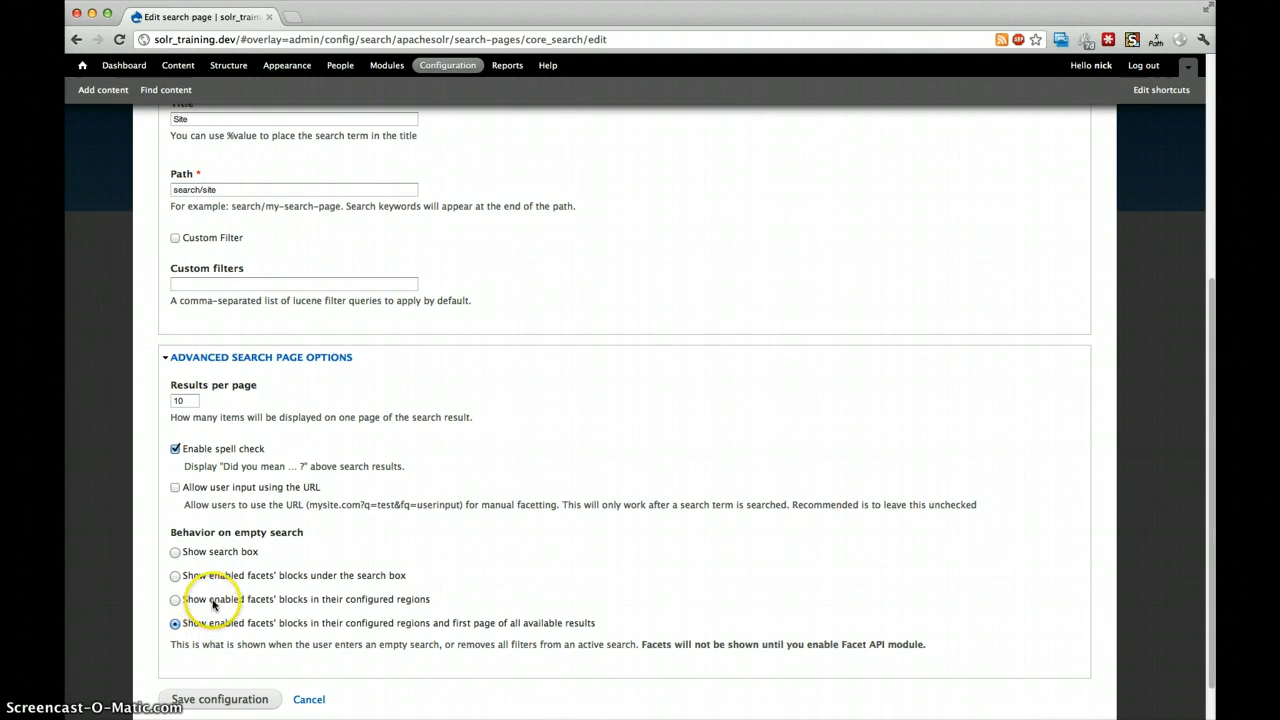 Edit search page | solr_train
solr_training.dev/#overlay=admin/config/search/apachesolr/search-pages/core_search/edit
Dashboard Content Structure Appearance People Modules Configuration Reports Help Hello nick Log out
Add content Find content Edit shortcuts
Title
Site
You can use %value to place the search term in the title
Path *
search/site
For example: search/my-search-page. Search keywords will appear at the end of the path.
Custom Filter
Custom filters
A comma-separated list of lucene filter queries to apply by default.
ADVANCED SEARCH PAGE OPTIONS
Results per page
10
How many items will be displayed on one page of the search result.
Enable spell check
Display "Did you mean ... ?" above search results.
Allow user input using the URL
Allow users to use the URL (mysite.com?q=test&fq=userinput) for manual facetting. This will only work after a search term is searched. Recommended is to leave this unchecked
Behavior on empty search
Show search box
Show enabled facets' blocks under the search box
Show enabled facets' blocks in their configured regions
Show enabled facets' blocks in their configured regions and first page of all available results
This is what is shown when the user enters an empty search, or removes all filters from an active search. Facets will not be shown until you enable Facet API module.
Save configuration Cancel
Screencast-O-Matic.com